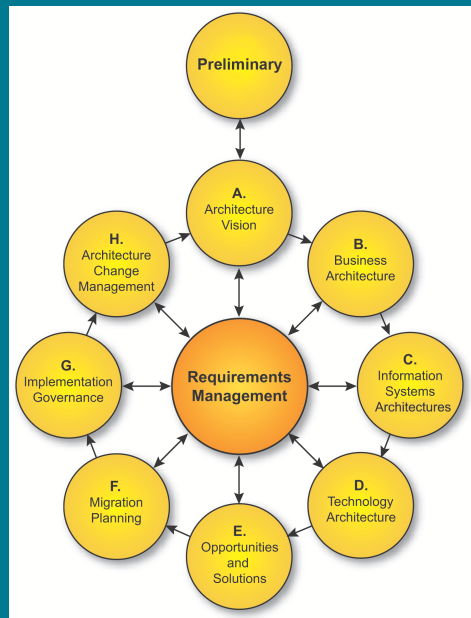 Preliminary
A.
Architecture
Vision
B.
Business
Architecture
C.
Information
Systems
Architectures
D.
Technology
Architecture
E.
Opportunities
and
Solutions
F.
Migration
Planning
G.
Implementation
Governance
H.
Architecture
Change
Management
Requirements
Management